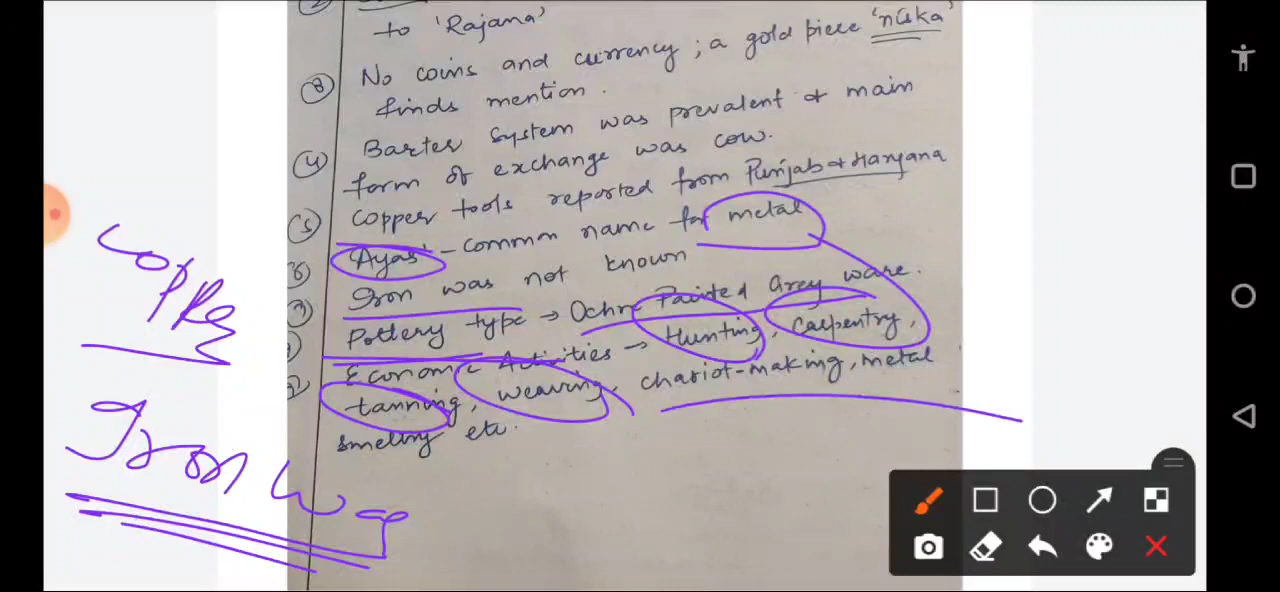 to 'Rajana'
③ No coins and currency; a gold piece 'niska'
finds mention.
④ Barter system was prevalent & main
form of exchange was cow.
⑤ Copper tools reported from Punjab & Haryana
⑥ 'Ayas' – common name for metal
⑦ Iron was not known
Pottery type → Ochre Painted Grey ware.
Economic Activities → Hunting, Carpentry,
tanning, weaving, chariot-making, metal
smelting etc.
Iron